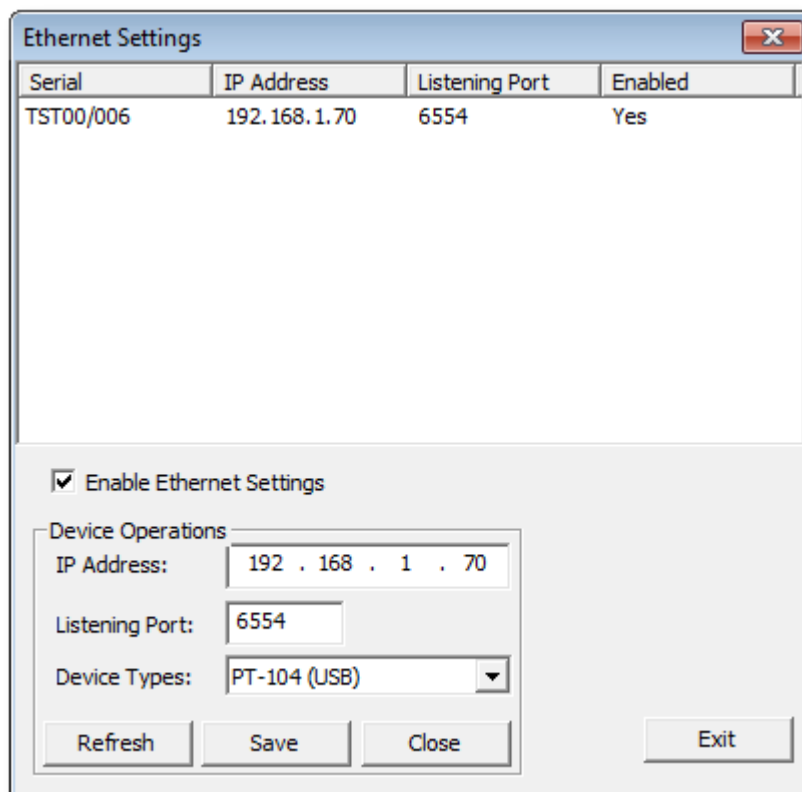 Ethernet Settings
Serial IP Address Listening Port Enabled
TST00/006 192.168.1.70 6554 Yes
Enable Ethernet Settings
Device Operations
IP Address: 192 . 168 . 1 . 70
Listening Port: 6554
Device Types: PT-104 (USB)
Refresh Save Close Exit